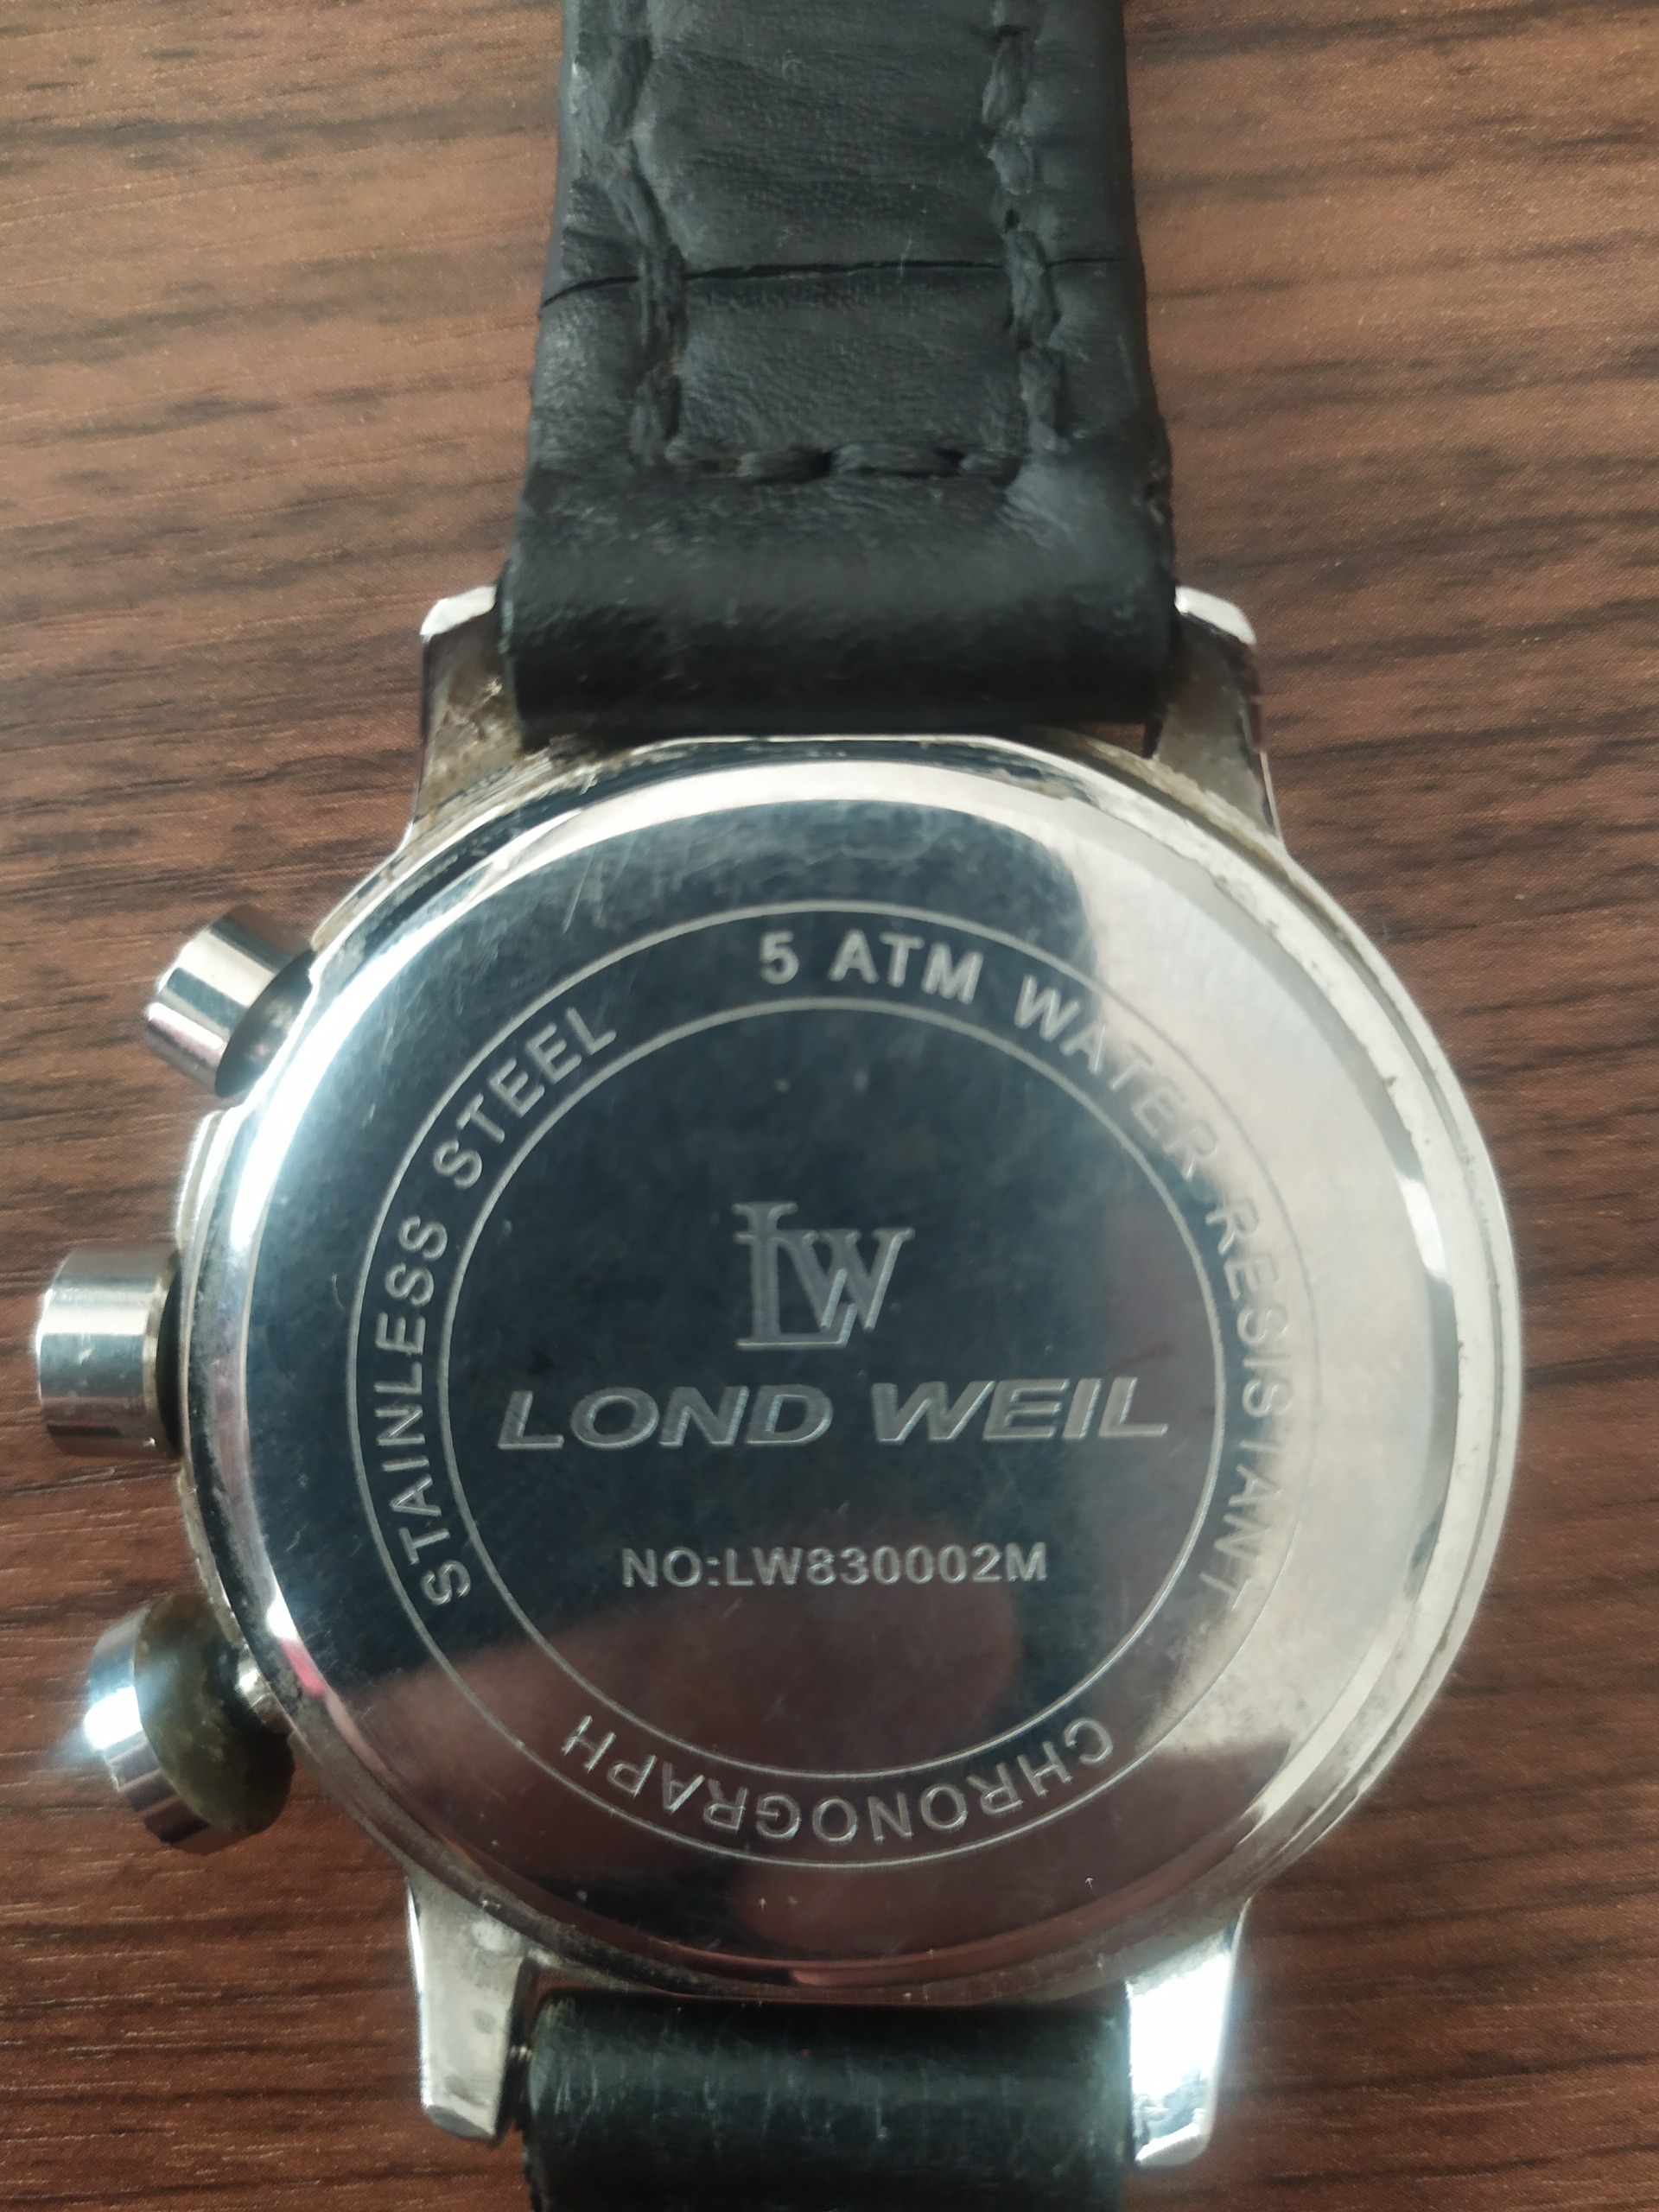 STAINLESS STEEL
5 ATM WATER RESISTANT
LW
LOND WEIL
NO:LW830002M
CHRONOGRAPH